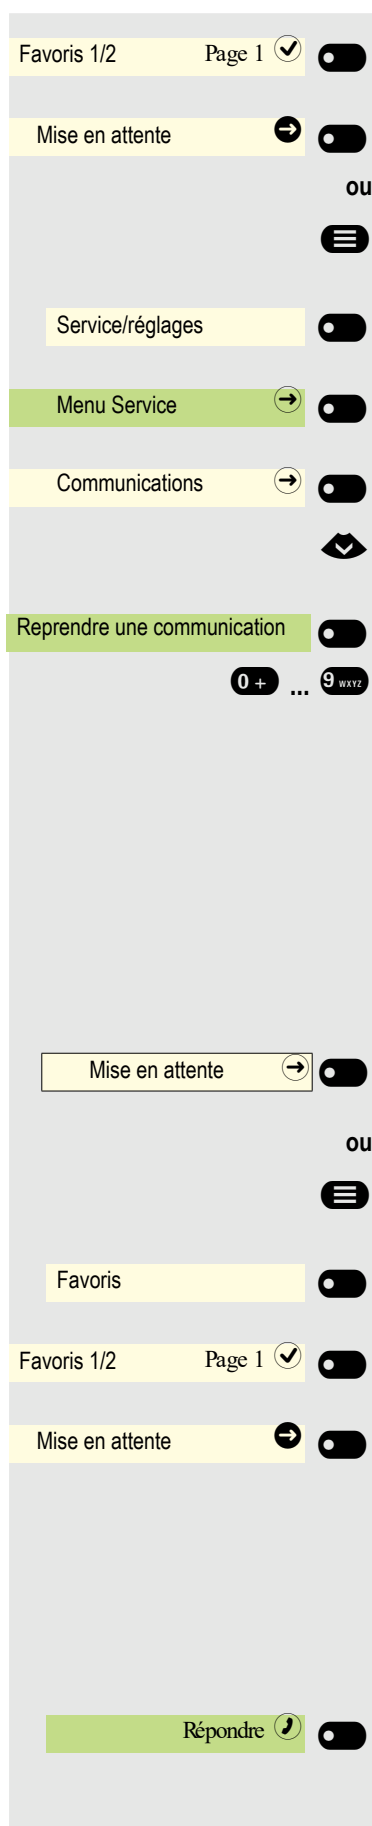 Favoris 1/2 Page 1
Mise en attente
ou
Service/réglages
Menu Service
Communications
Reprendre une communication
0 + ... 9 WXYZ
Mise en attente
ou
Favoris
Favoris 1/2 Page 1
Mise en attente
Répondre